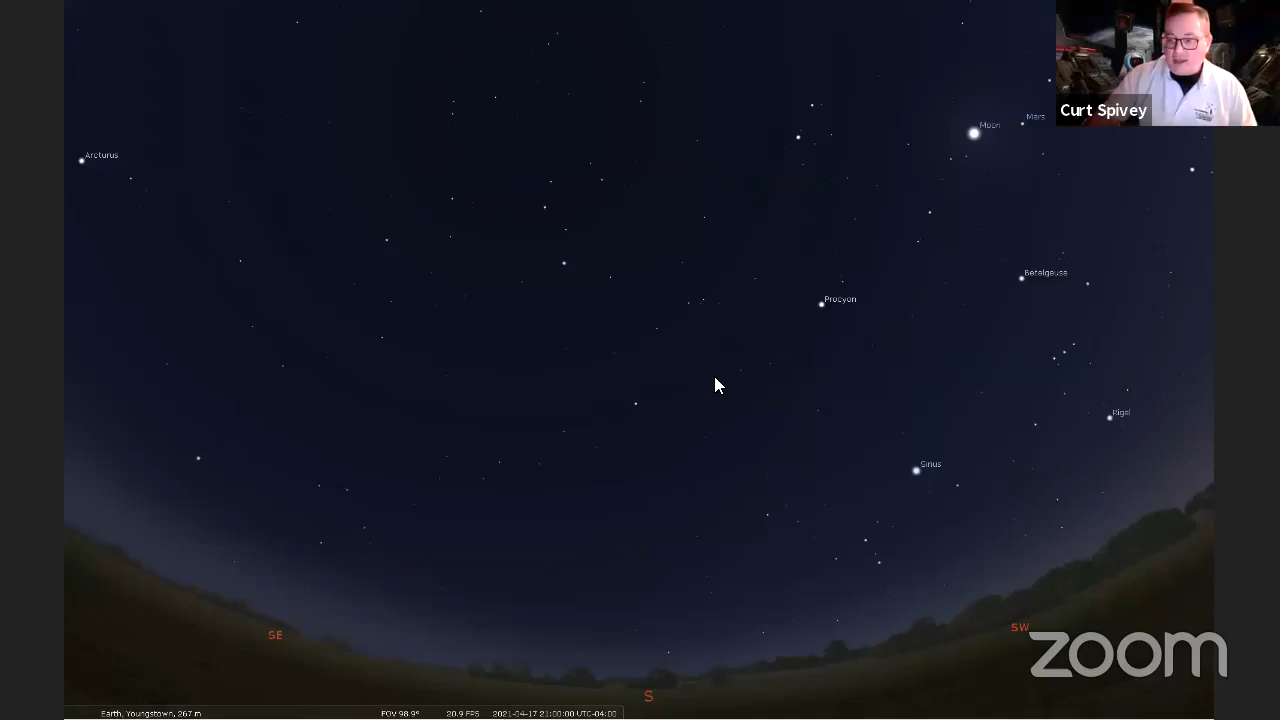 Curt Spivey
Mars
Moon
Arcturus
Betelgeuse
Procyon
Rigel
Sirius
SE
SW
zoom
S
Earth, Youngstown, 267 m FOV 98.9° 20.9 FPS 2021-04-17 21:00:00 UTC-04:00